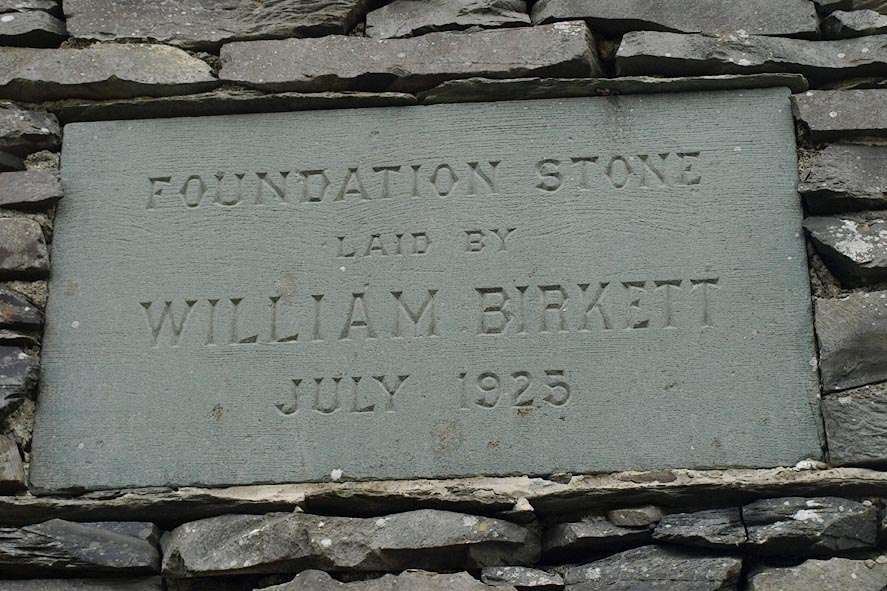 FOUNDATION STONE
LAID BY
WILLIAM BIRKETT
JULY 1925